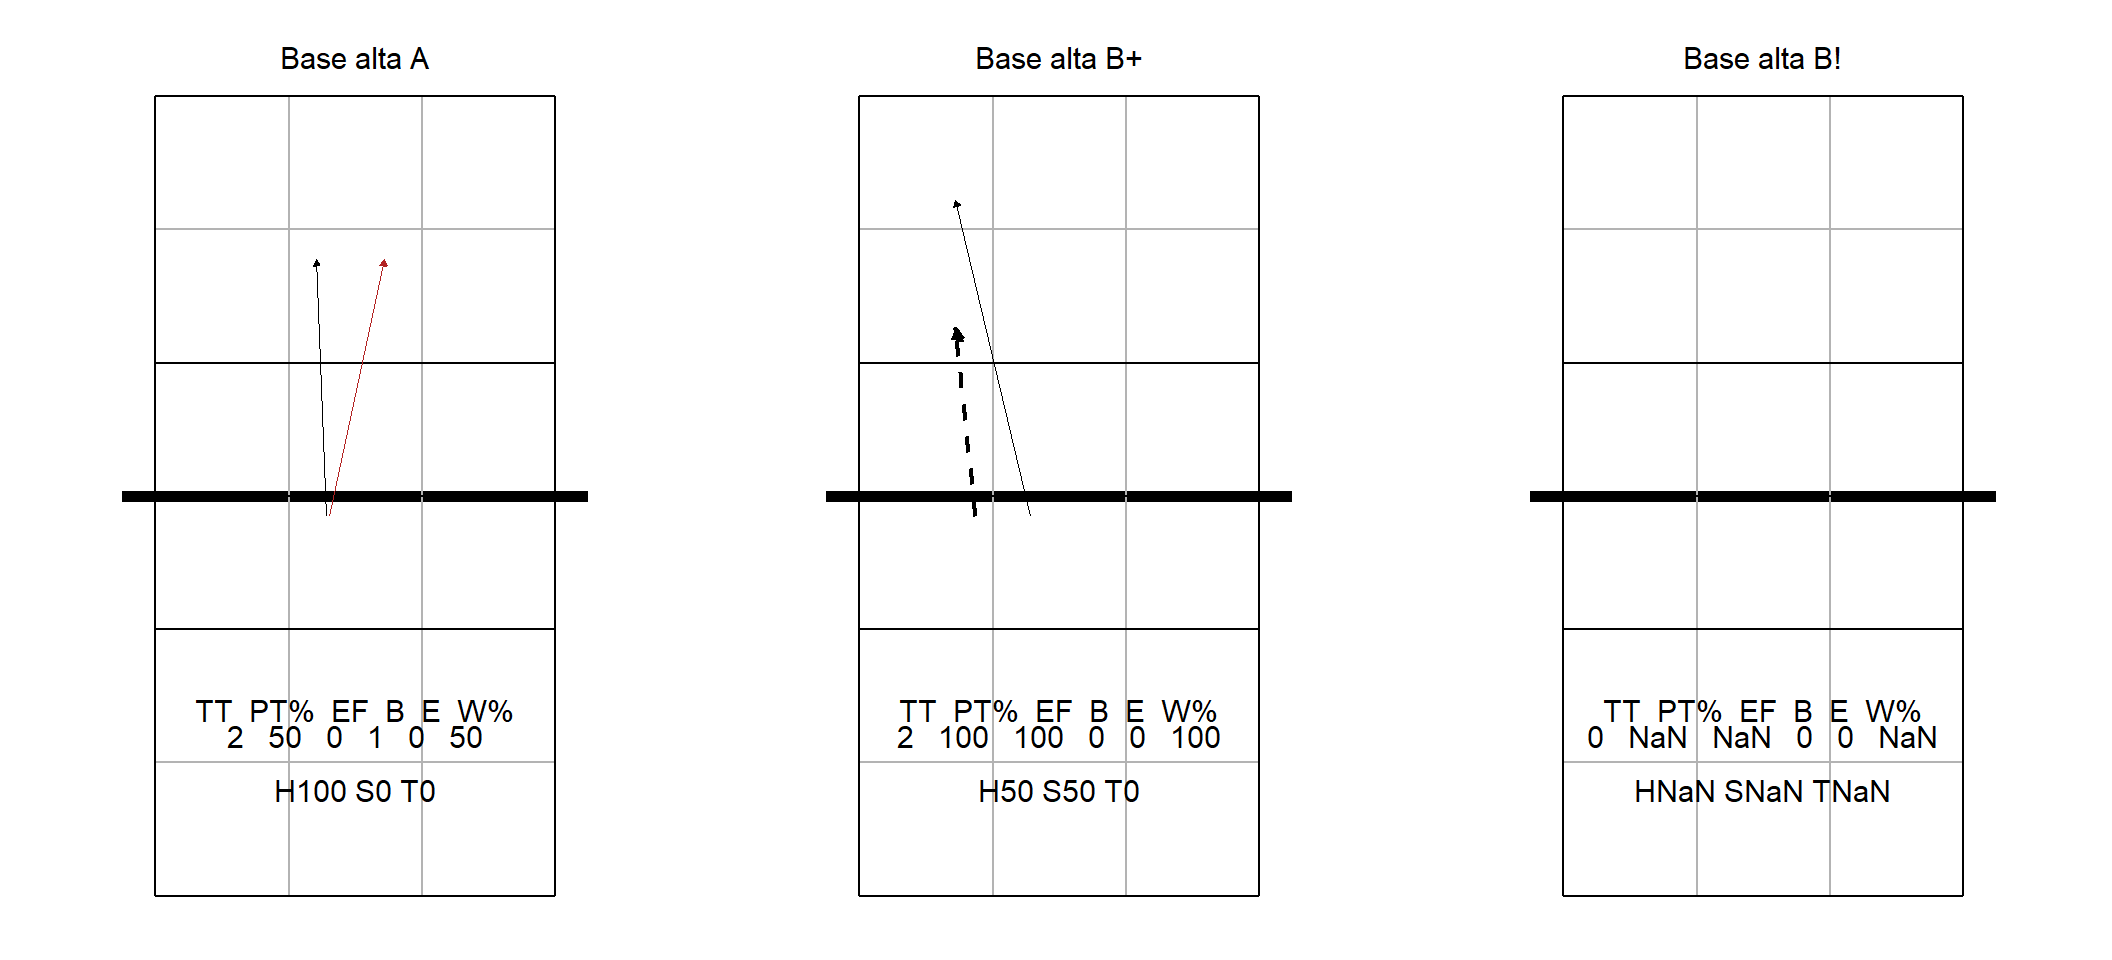 Base alta A
TT PT% EF B E W%
2 50 0 1 0 50
H100 S0 T0
Base alta B+
TT PT% EF B E W%
2 100 100 0 0 100
H50 S50 T0
Base alta B!
TT PT% EF B E W%
0 NaN NaN 0 0 NaN
HNaN SNaN TNaN